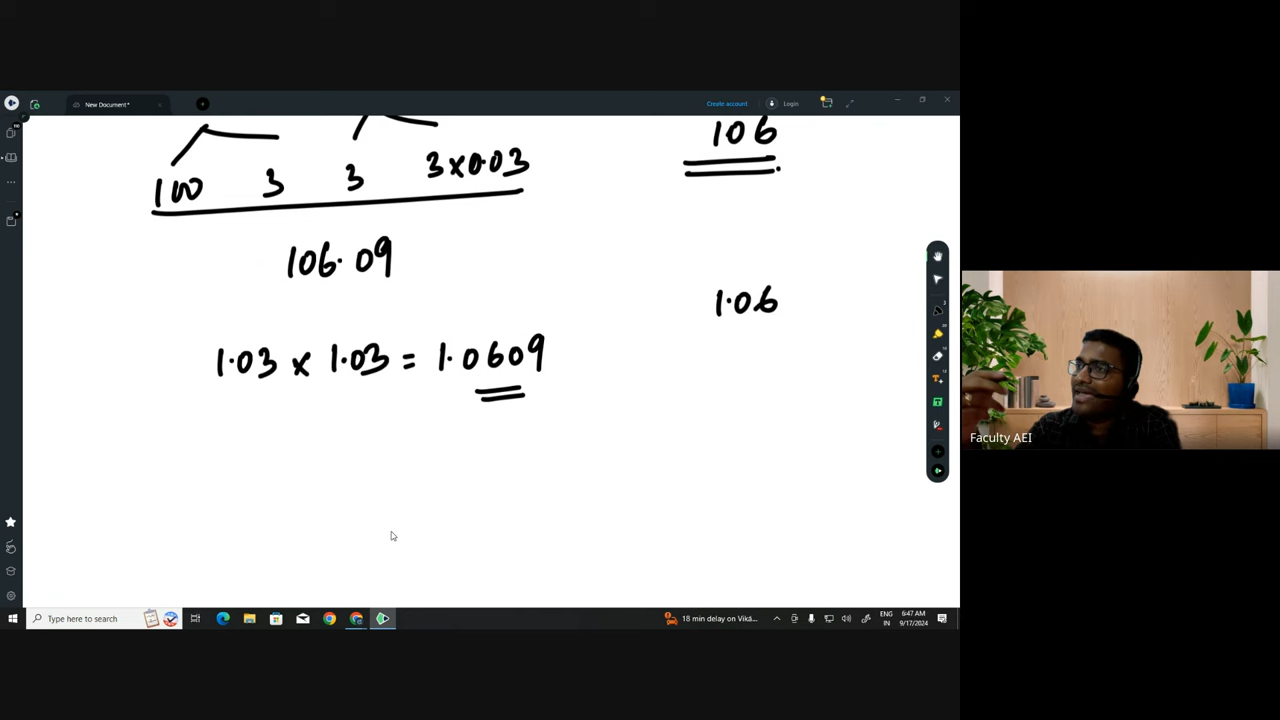 New Document*
Create account
Login
100 3 3 3×0.03
106
106.09
1.06
1.03 × 1.03 = 1.0609
Faculty AEI
Type here to search
18 min delay on Vikā...
ENG
IN
6:47 AM
9/17/2024